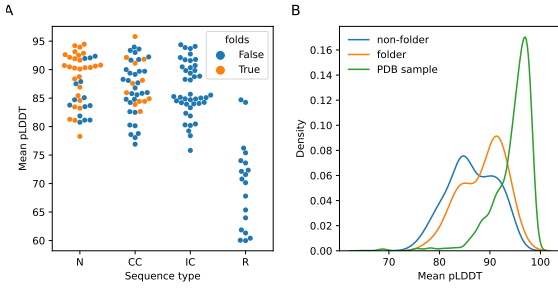 A
B
folds
False
True
Mean pLDDT
95
90
85
80
75
70
65
60
N CC IC R
Sequence type
non-folder
folder
PDB sample
Density
0.16
0.14
0.12
0.10
0.08
0.06
0.04
0.02
0.00
70 80 90 100
Mean pLDDT